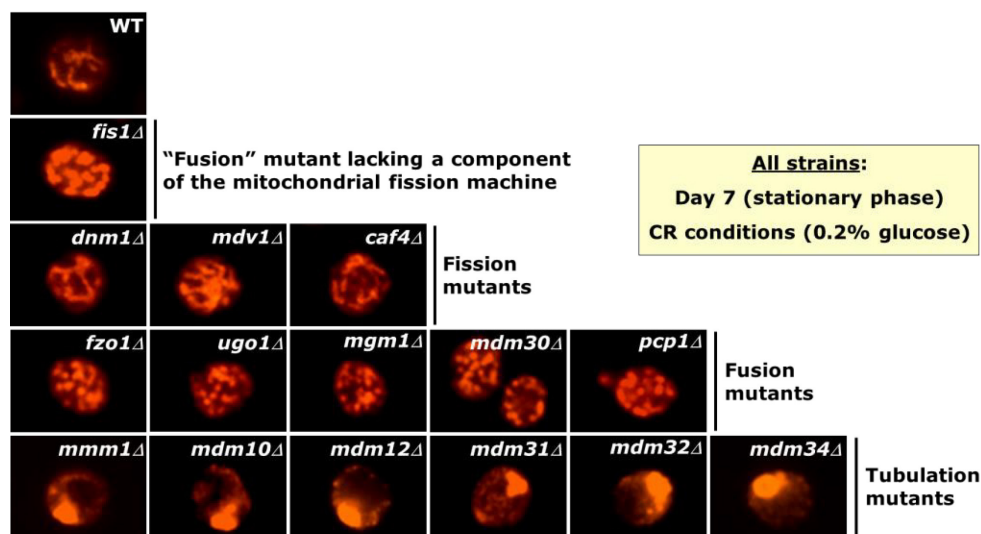 WT
fis1Δ
“Fusion” mutant lacking a component
of the mitochondrial fission machine
All strains:
Day 7 (stationary phase)
CR conditions (0.2% glucose)
dnm1Δ mdv1Δ caf4Δ
Fission
mutants
fzo1Δ ugo1Δ mgm1Δ mdm30Δ pcp1Δ
Fusion
mutants
mmm1Δ mdm10Δ mdm12Δ mdm31Δ mdm32Δ mdm34Δ
Tubulation
mutants